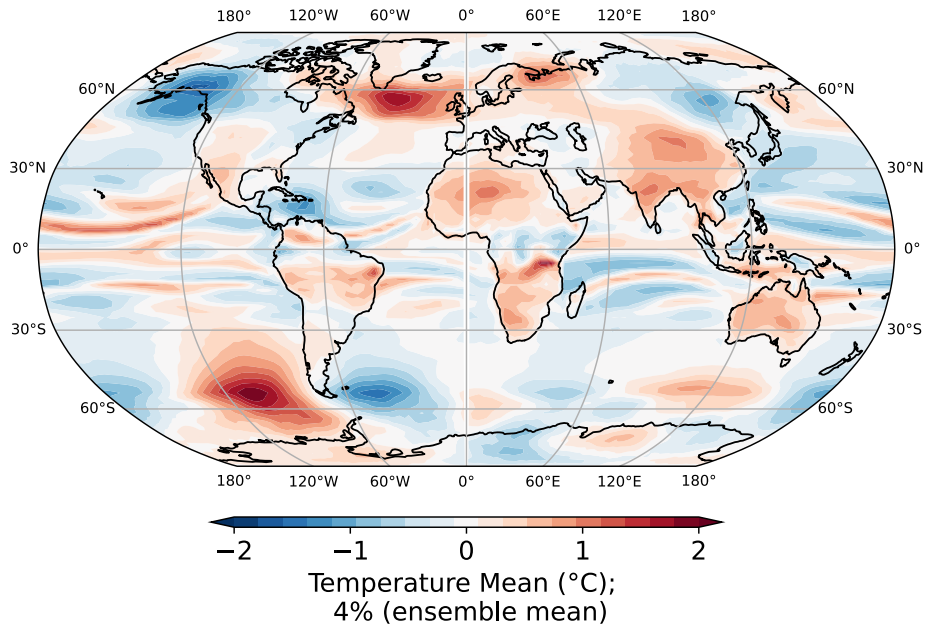 180° 120°W 60°W 0° 60°E 120°E 180°
60°N 60°N
30°N 30°N
0° 0°
30°S 30°S
60°S 60°S
180° 120°W 60°W 0° 60°E 120°E 180°
−2 −1 0 1 2
Temperature Mean (°C);
4% (ensemble mean)